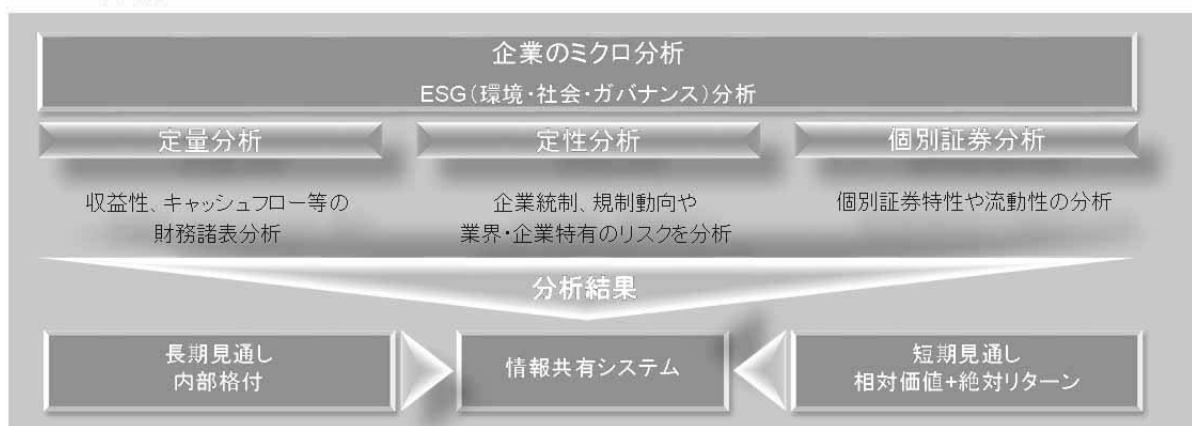 企業のミクロ分析
ESG(環境・社会・ガバナンス)分析
定量分析
定性分析
個別証券分析
収益性、キャッシュフロー等の
財務諸表分析
企業統制、規制動向や
業界・企業特有のリスクを分析
個別証券特性や流動性の分析
分析結果
長期見通し
内部格付
情報共有システム
短期見通し
相対価値+絶対リターン